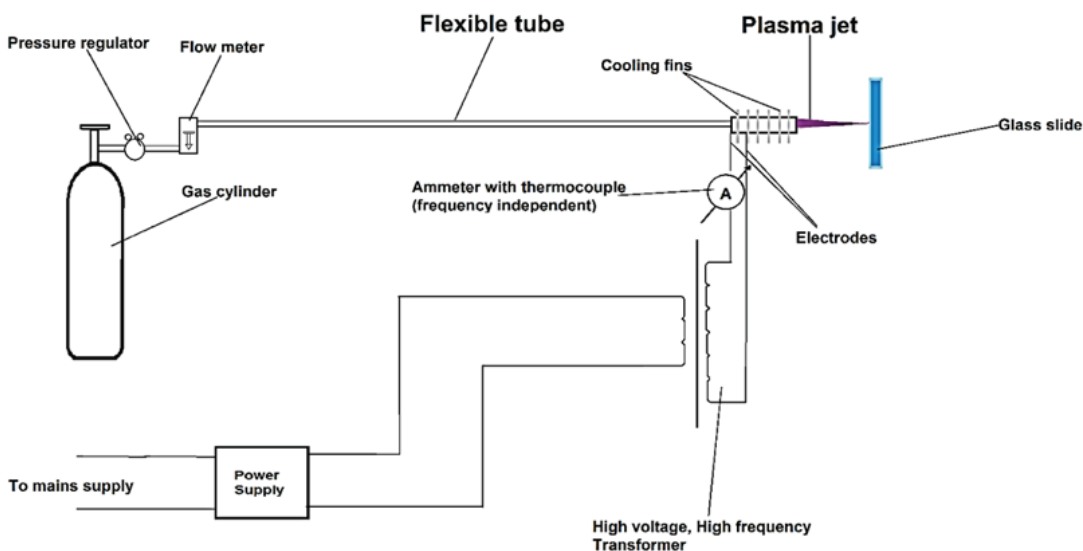 Flexible tube
Plasma jet
Pressure regulator
Flow meter
Cooling fins
Glass slide
Gas cylinder
Ammeter with thermocouple
(frequency independent)
A
Electrodes
Power
Supply
To mains supply
High voltage, High frequency
Transformer